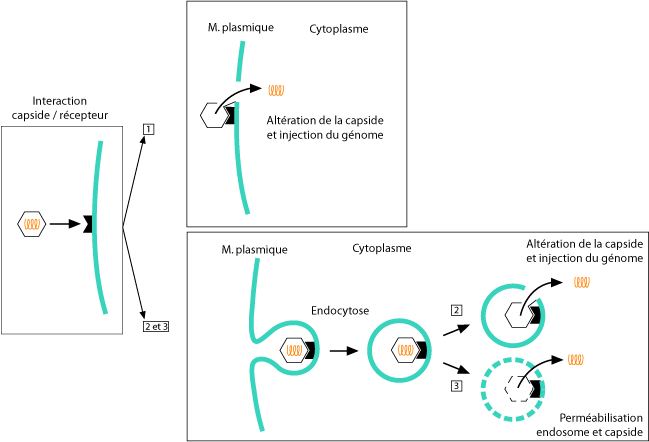 Interaction
capside / récepteur
1
2 et 3
M. plasmique
Cytoplasme
Altération de la capside
et injection du génome
M. plasmique
Cytoplasme
Endocytose
2
3
Altération de la capside
et injection du génome
Perméabilisation
endosome et capside